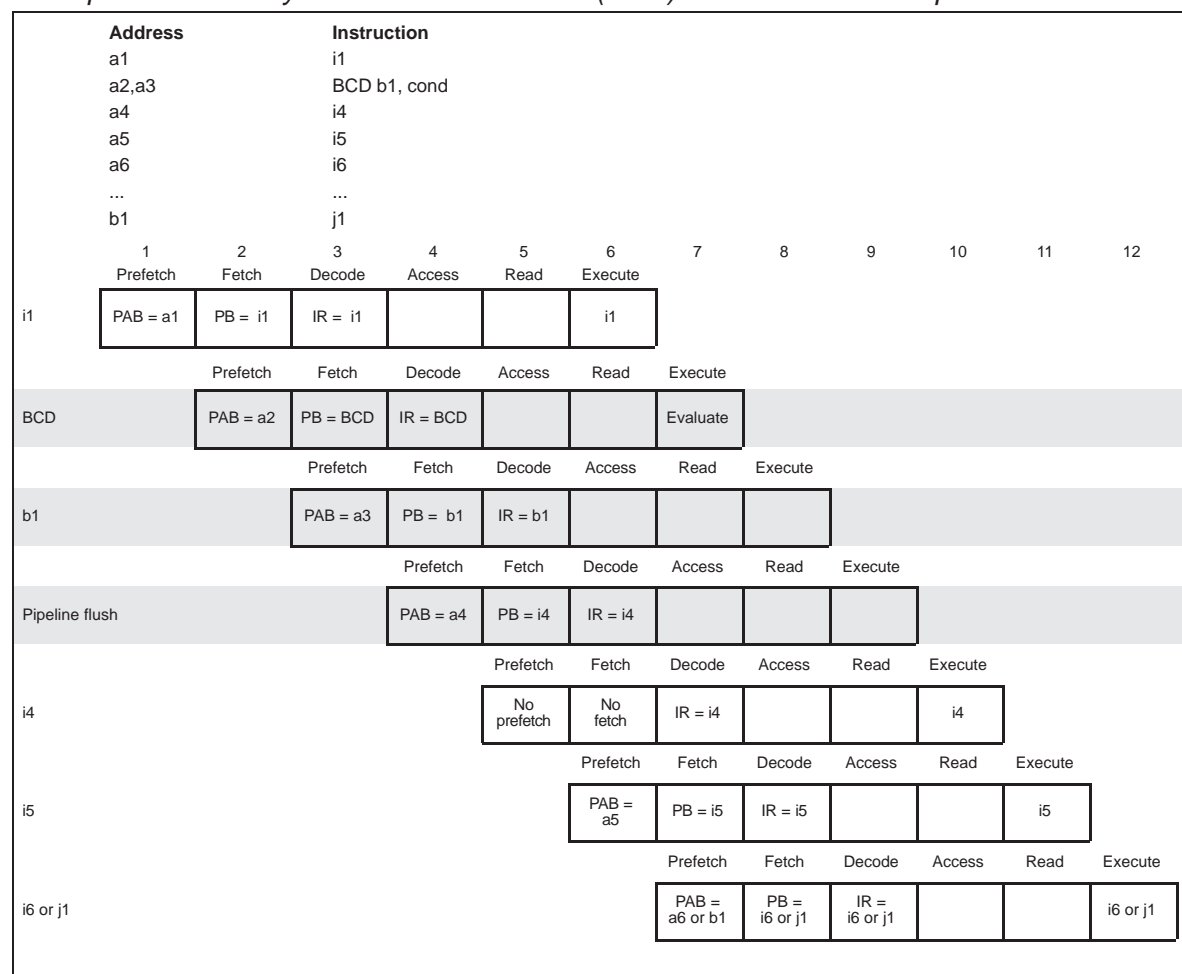 Address Instruction
a1 i1
a2,a3 BCD b1, cond
a4 i4
a5 i5
a6 i6
... ...
b1 j1
1 2 3 4 5 6 7 8 9 10 11 12
Prefetch Fetch Decode Access Read Execute
i1 PAB = a1 PB = i1 IR = i1 i1
Prefetch Fetch Decode Access Read Execute
BCD PAB = a2 PB = BCD IR = BCD Evaluate
Prefetch Fetch Decode Access Read Execute
b1 PAB = a3 PB = b1 IR = b1
Prefetch Fetch Decode Access Read Execute
Pipeline flush PAB = a4 PB = i4 IR = i4
Prefetch Fetch Decode Access Read Execute
i4 No prefetch No fetch IR = i4 i4
Prefetch Fetch Decode Access Read Execute
i5 PAB = a5 PB = i5 IR = i5 i5
Prefetch Fetch Decode Access Read Execute
i6 or j1 PAB = a6 or b1 PB = i6 or j1 IR = i6 or j1 i6 or j1